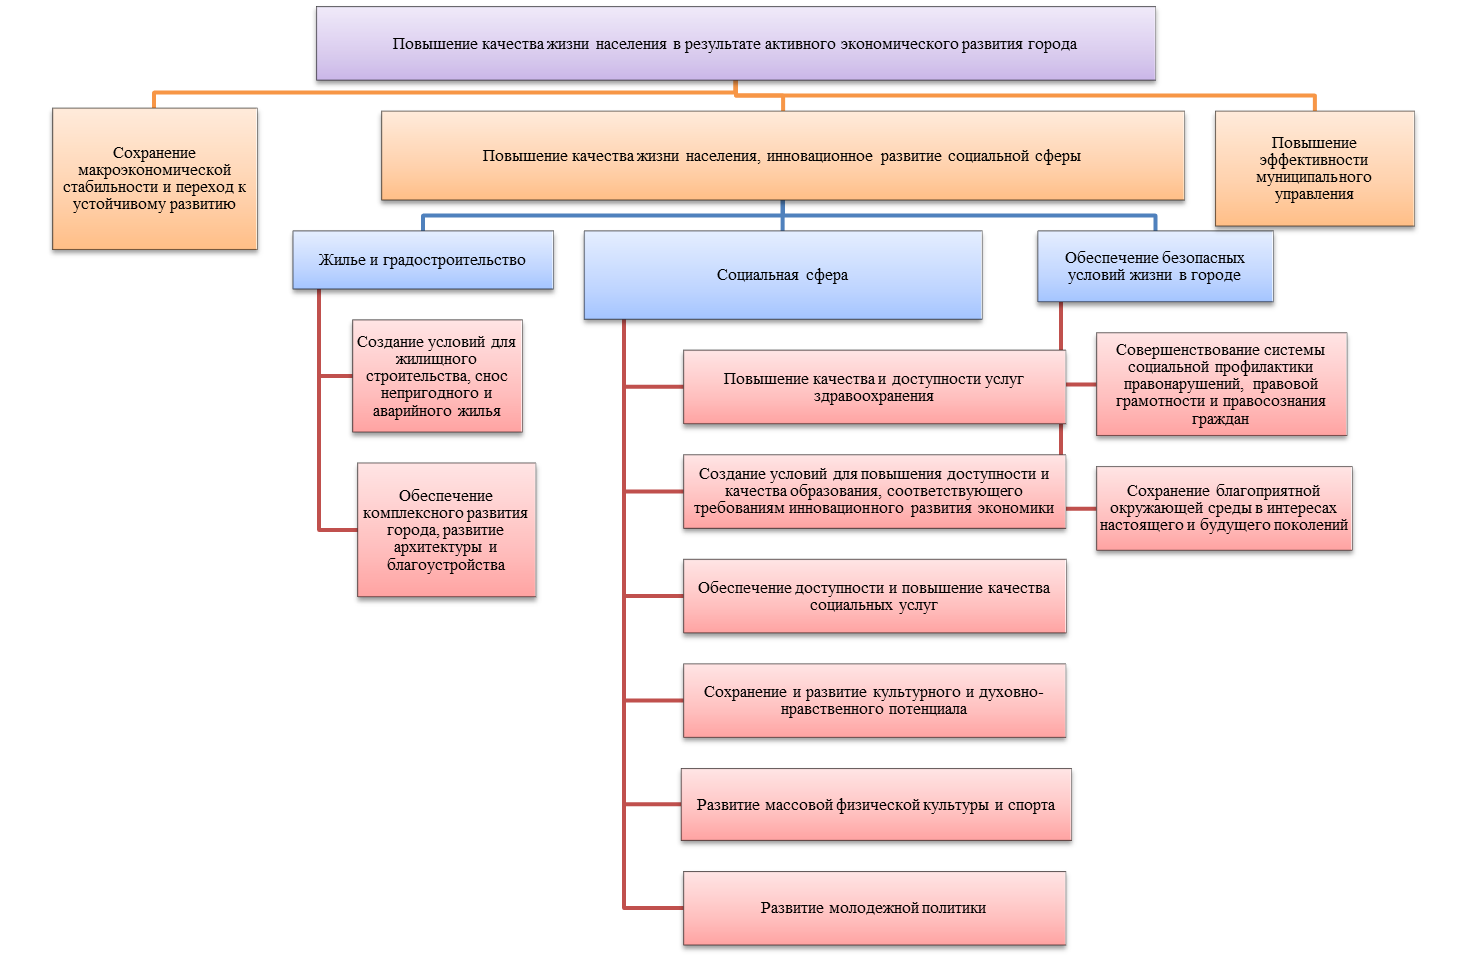 Повышение качества жизни населения в результате активного экономического развития города
Сохранение
макроэкономической
стабильности и переход к
устойчивому развитию
Повышение качества жизни населения, инновационное развитие социальной сферы
Повышение
эффективности
муниципального
управления
Жилье и градостроительство
Социальная сфера
Обеспечение безопасных
условий жизни в городе
Создание условий для
жилищного
строительства, снос
непригодного и
аварийного жилья
Обеспечение
комплексного развития
города, развитие
архитектуры и
благоустройства
Повышение качества и доступности услуг
здравоохранения
Создание условий для повышения доступности и
качества образования, соответствующего
требованиям инновационного развития экономики
Обеспечение доступности и повышение качества
социальных услуг
Сохранение и развитие культурного и духовно-
нравственного потенциала
Развитие массовой физической культуры и спорта
Развитие молодежной политики
Совершенствование системы
социальной профилактики
правонарушений, правовой
грамотности и правосознания
граждан
Сохранение благоприятной
окружающей среды в интересах
настоящего и будущего поколений